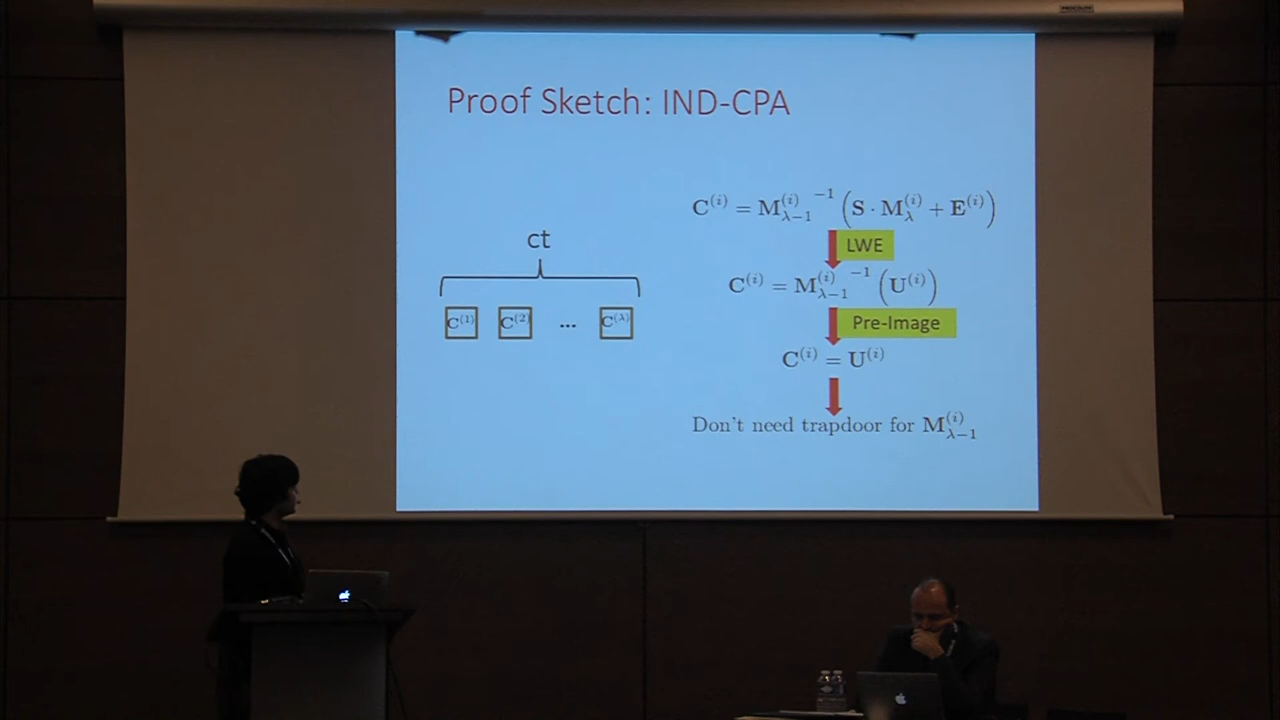 Proof Sketch: IND-CPA
ct
C^(1) C^(2) ... C^(λ)
C^(i) = M_{λ−1}^(i)^{−1} (S · M_λ^(i) + E^(i))
LWE
C^(i) = M_{λ−1}^(i)^{−1} (U^(i))
Pre-Image
C^(i) = U^(i)
Don't need trapdoor for M_{λ−1}^(i)